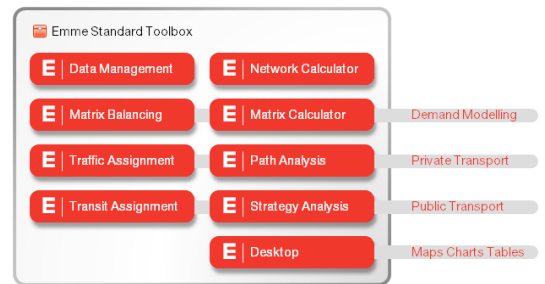 Emme Standard Toolbox
E Data Management
E Network Calculator
E Matrix Balancing
E Matrix Calculator
Demand Modelling
E Traffic Assignment
E Path Analysis
Private Transport
E Transit Assignment
E Strategy Analysis
Public Transport
E Desktop
Maps Charts Tables